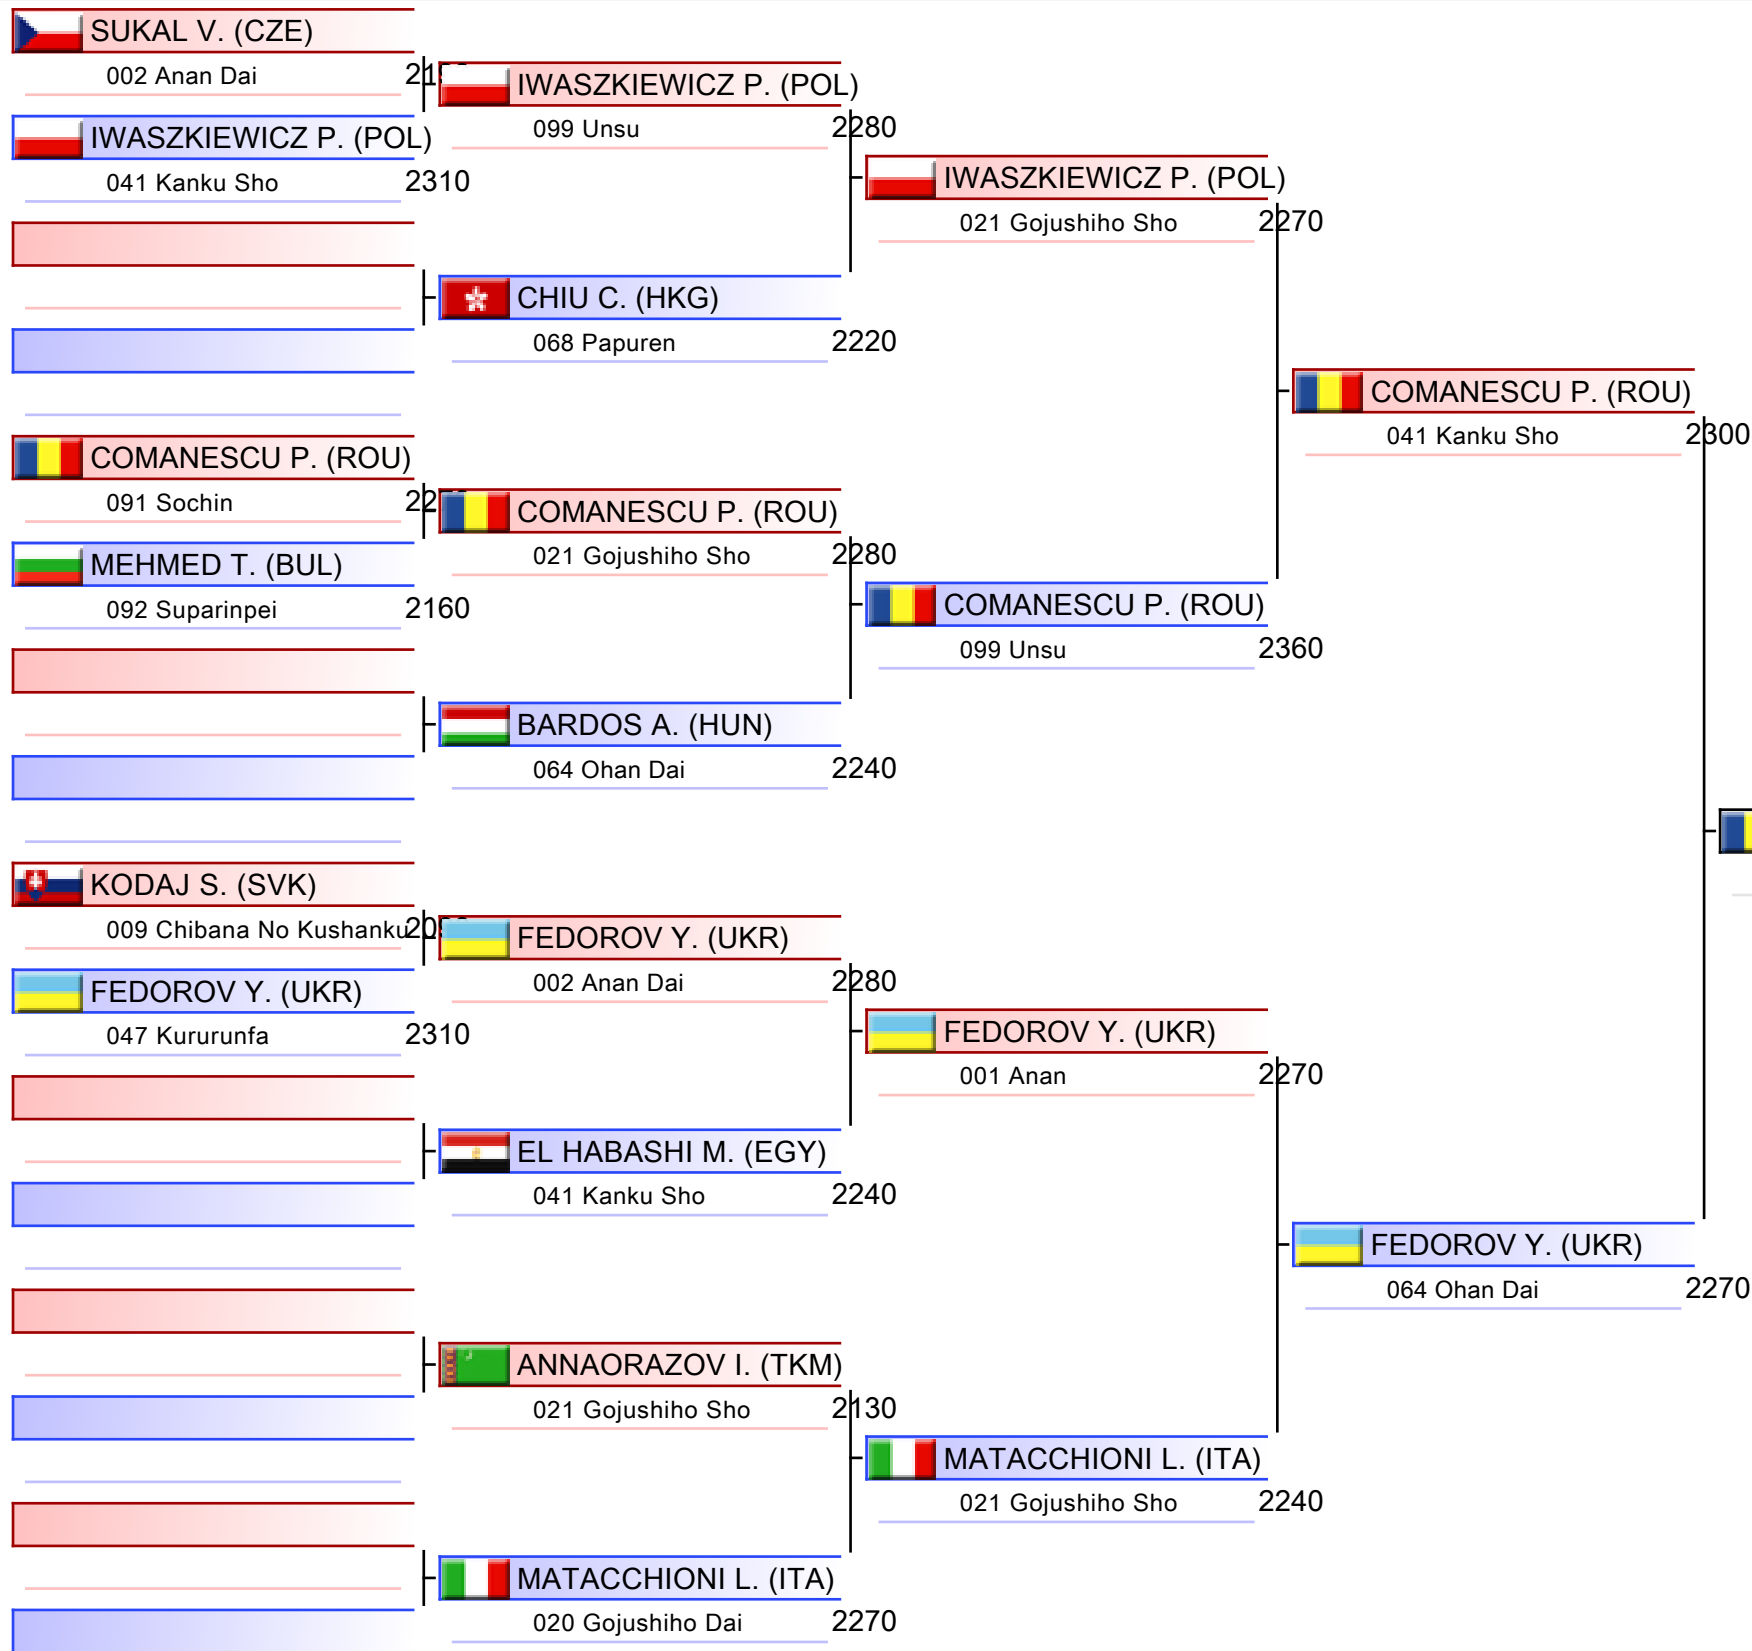 SUKAL V. (CZE)
002 Anan Dai
IWASZKIEWICZ P. (POL)
041 Kanku Sho 2310
COMANESCU P. (ROU)
091 Sochin
MEHMED T. (BUL)
092 Suparinpei 2160
KODAJ S. (SVK)
009 Chibana No Kushanku
FEDOROV Y. (UKR)
047 Kururunfa 2310
IWASZKIEWICZ P. (POL)
099 Unsu 2280
CHIU C. (HKG)
068 Papuren 2220
COMANESCU P. (ROU)
021 Gojushiho Sho 2280
BARDOS A. (HUN)
064 Ohan Dai 2240
FEDOROV Y. (UKR)
002 Anan Dai 2280
EL HABASHI M. (EGY)
041 Kanku Sho 2240
ANNAORAZOV I. (TKM)
021 Gojushiho Sho 2130
MATACCHIONI L. (ITA)
020 Gojushiho Dai 2270
IWASZKIEWICZ P. (POL)
021 Gojushiho Sho 2270
COMANESCU P. (ROU)
099 Unsu 2360
FEDOROV Y. (UKR)
001 Anan 2270
MATACCHIONI L. (ITA)
021 Gojushiho Sho 2240
COMANESCU P. (ROU)
041 Kanku Sho 2300
FEDOROV Y. (UKR)
064 Ohan Dai 2270